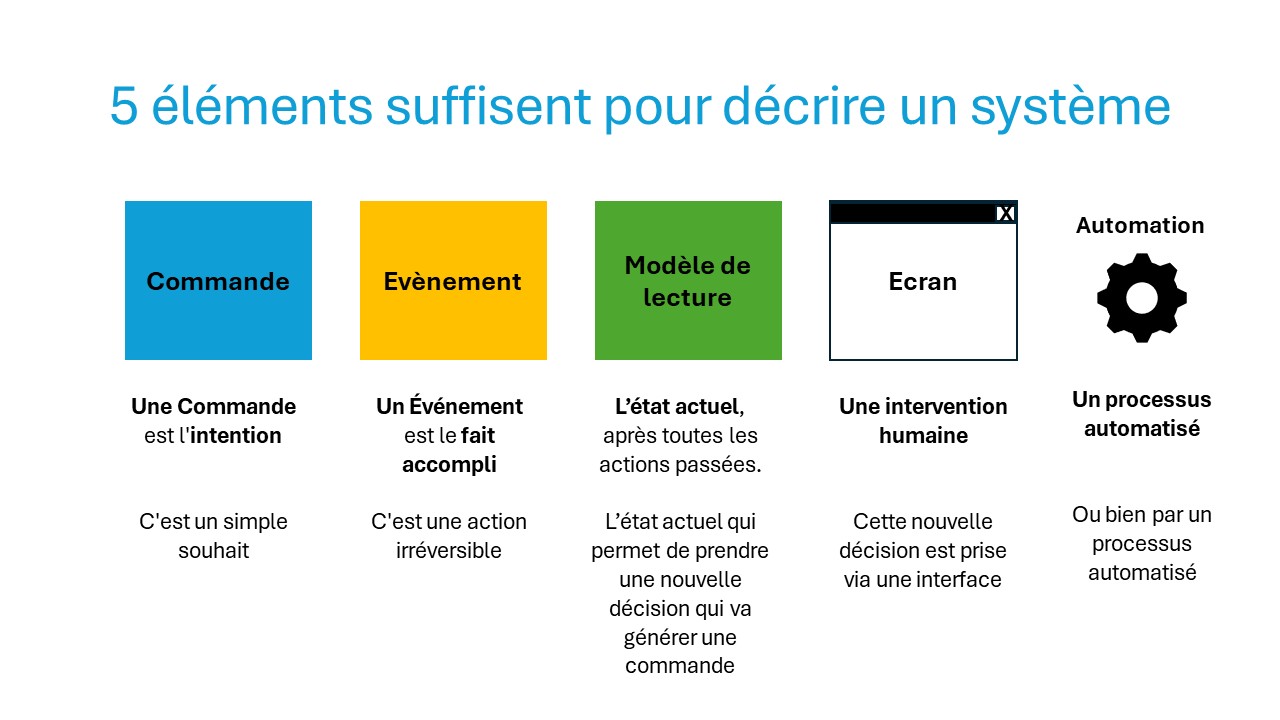 5 éléments suffisent pour décrire un système
Commande
Evènement
Modèle de
lecture
X
Ecran
Automation
Une Commande
est l'intention
C'est un simple
souhait
Un Événement
est le fait
accompli
C'est une action
irréversible
L’état actuel,
après toutes les
actions passées.
L’état actuel qui
permet de prendre
une nouvelle
décision qui va
générer une
commande
Une intervention
humaine
Cette nouvelle
décision est prise
via une interface
Un processus
automatisé
Ou bien par un
processus
automatisé